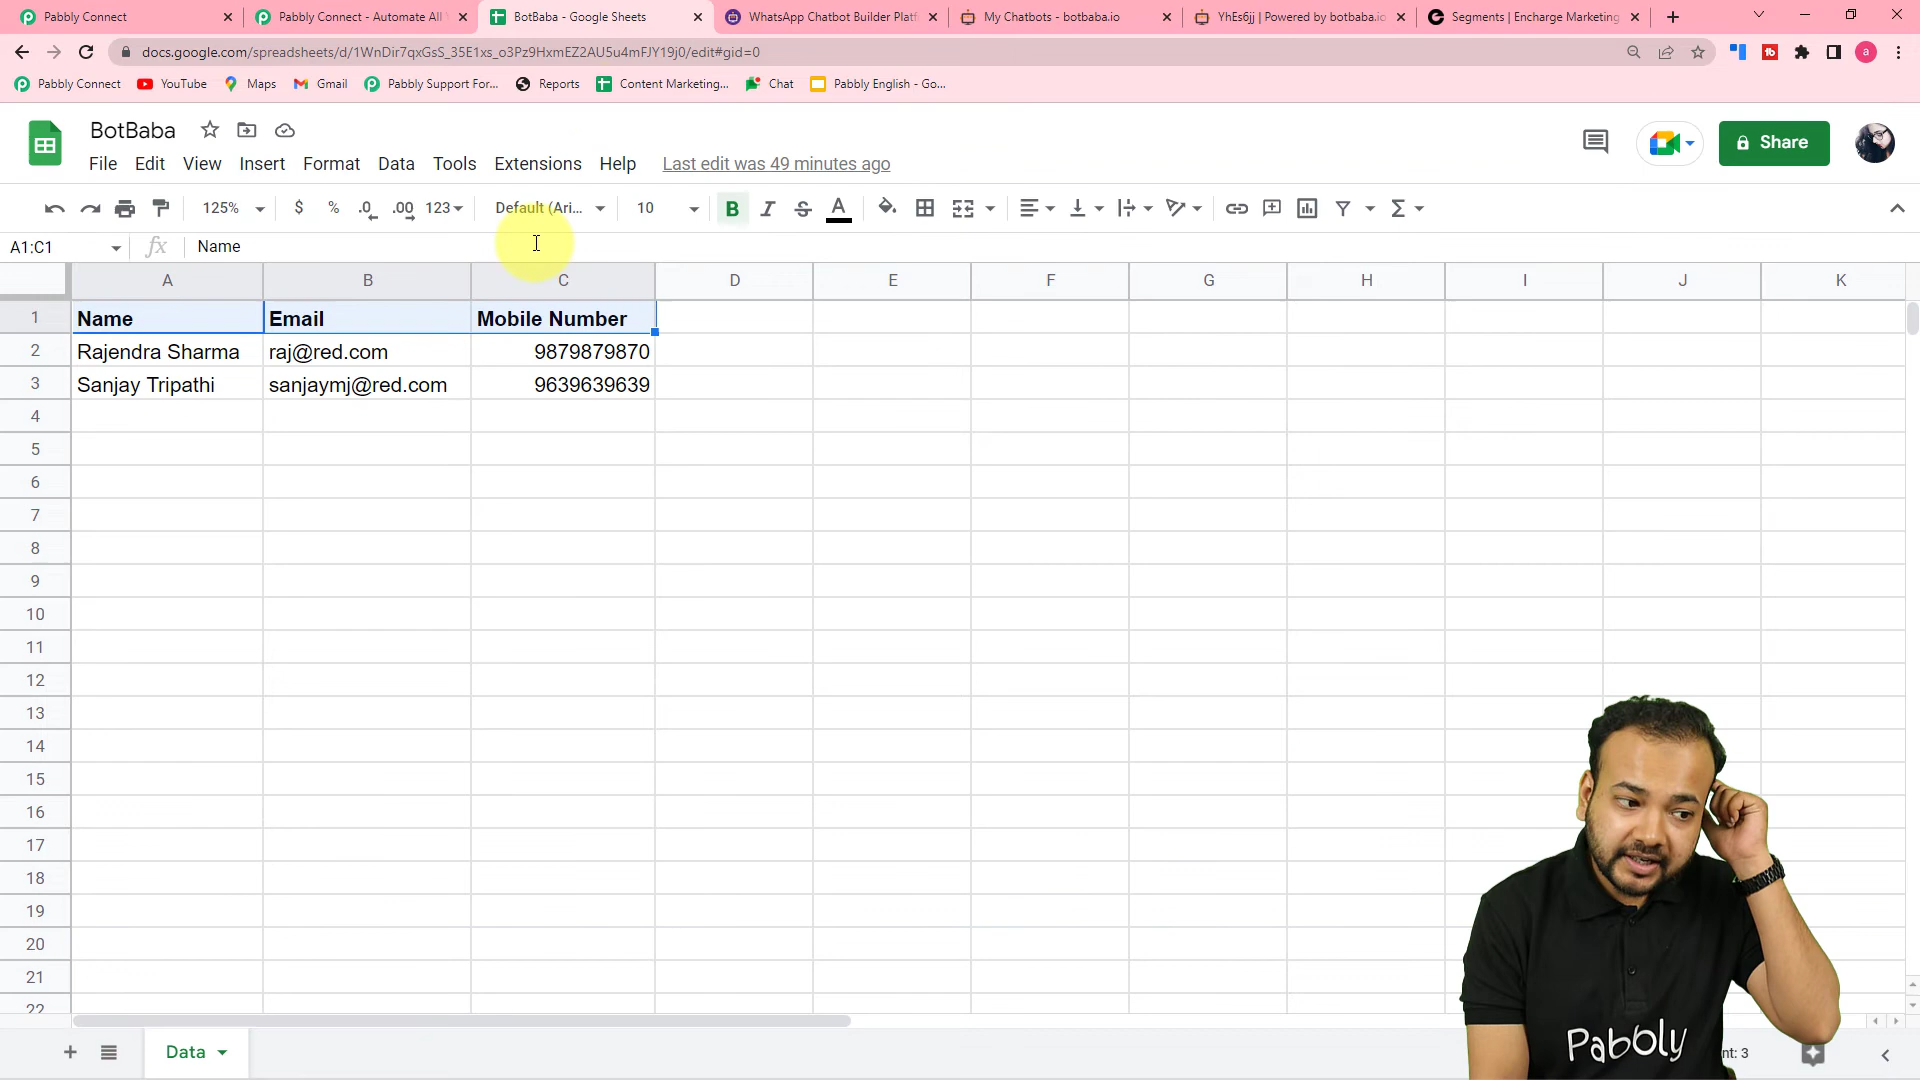 Pabbly Connect
Pabbly Connect - Automate All
BotBaba - Google Sheets
WhatsApp Chatbot Builder Platf
My Chatbots - botbaba.io
YhEs6jj | Powered by botbaba.io
Segments | Encharge Marketing
docs.google.com/spreadsheets/d/1WnDir7qxGsS_35E1xs_o3Pz9HxmEZ2AU5u4mFJY19j0/edit#gid=0
a
Pabbly Connect
YouTube
Maps
Gmail
Pabbly Support For...
Reports
Content Marketing...
Chat
Pabbly English - Go...
BotBaba
Share
File Edit View Insert Format Data Tools Extensions Help Last edit was 49 minutes ago
125% $ % .0 .00 123 Default (Ari... 10 B I S A
A1:C1 fx Name
A B C D E F G H I J K
1 Name Email Mobile Number
2 Rajendra Sharma raj@red.com 9879879870
3 Sanjay Tripathi sanjaymj@red.com 9639639639
4
5
6
7
8
9
10
11
12
13
14
15
16
17
18
19
20
21
22
Pabbly
Data
nt: 3